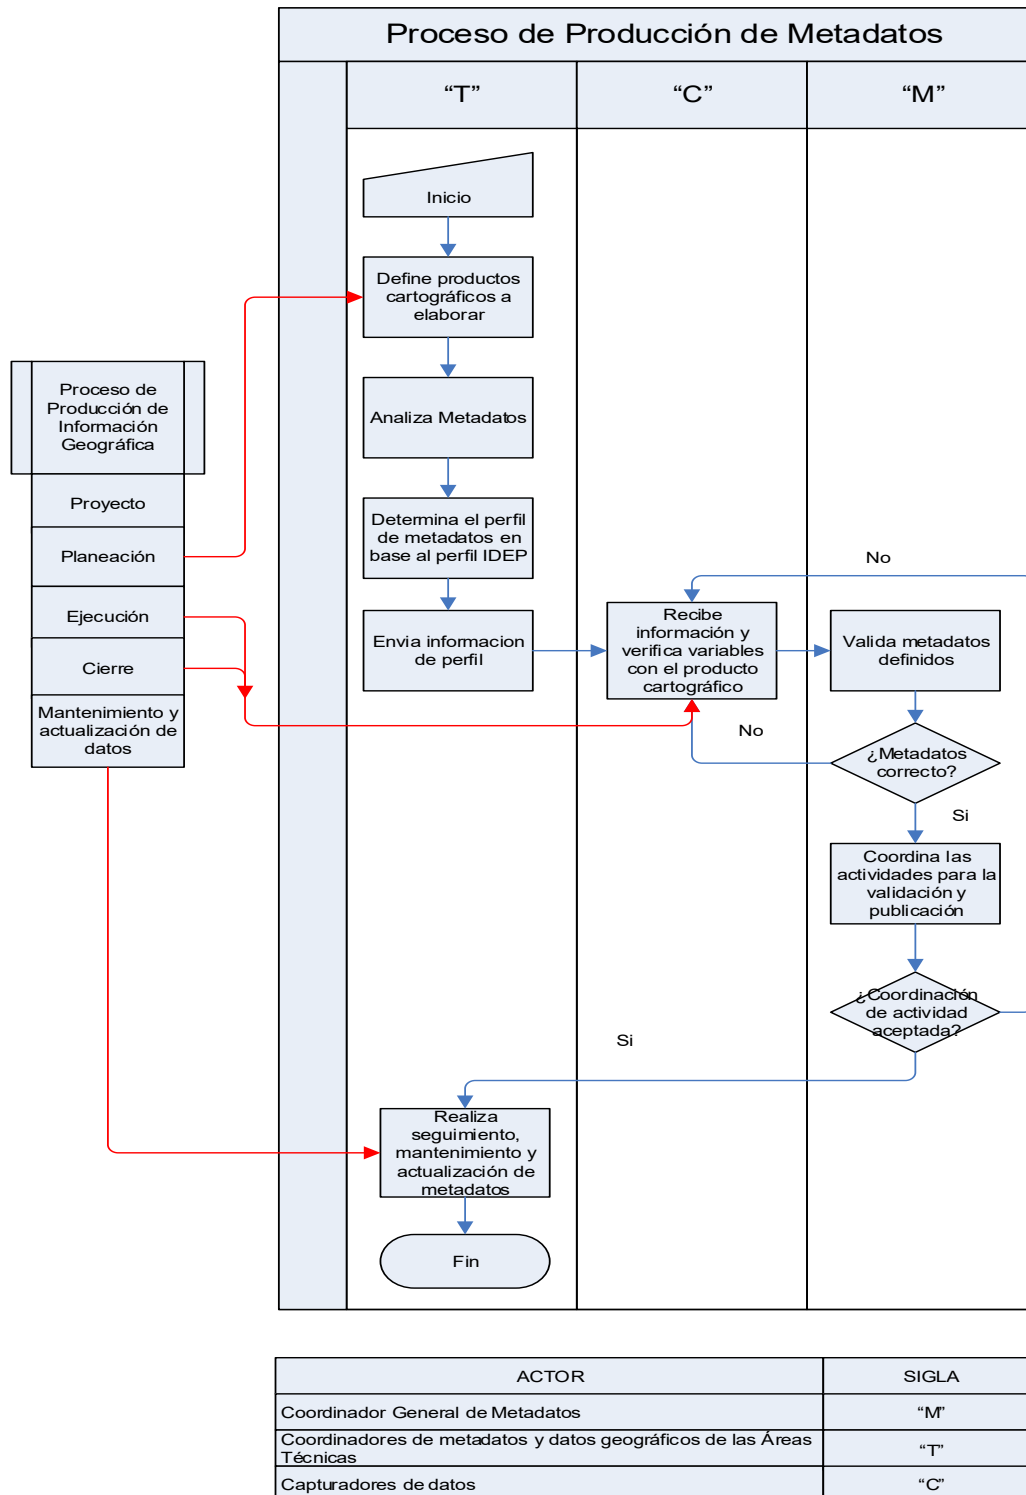 Proceso de Producción de Metadatos
“T”
“C”
“M”
Inicio
Define productos
cartográficos a
elaborar
Analiza Metadatos
Determina el perfil
de metadatos en
base al perfil IDEP
Envia informacion
de perfil
Proceso de
Producción de
Información
Geográfica
Proyecto
Planeación
Ejecución
Cierre
Mantenimiento y
actualización de
datos
No
Recibe
información y
verifica variables
con el producto
cartográfico
Valida metadatos
definidos
No
¿Metadatos
correcto?
Si
Coordina las
actividades para la
validación y
publicación
¿Coordinación
de actividad
aceptada?
Si
Realiza
seguimiento,
mantenimiento y
actualización de
metadatos
Fin
ACTOR
SIGLA
Coordinador General de Metadatos
“M”
Coordinadores de metadatos y datos geográficos de las Áreas
Técnicas
“T”
Capturadores de datos
“C”